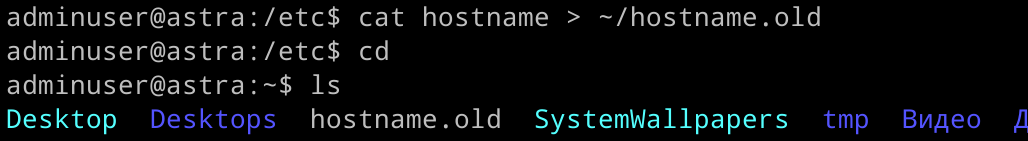 adminuser@astra:/etc$ cat hostname > ~/hostname.old
adminuser@astra:/etc$ cd
adminuser@astra:~$ ls
Desktop  Desktops  hostname.old  SystemWallpapers  tmp  Видео